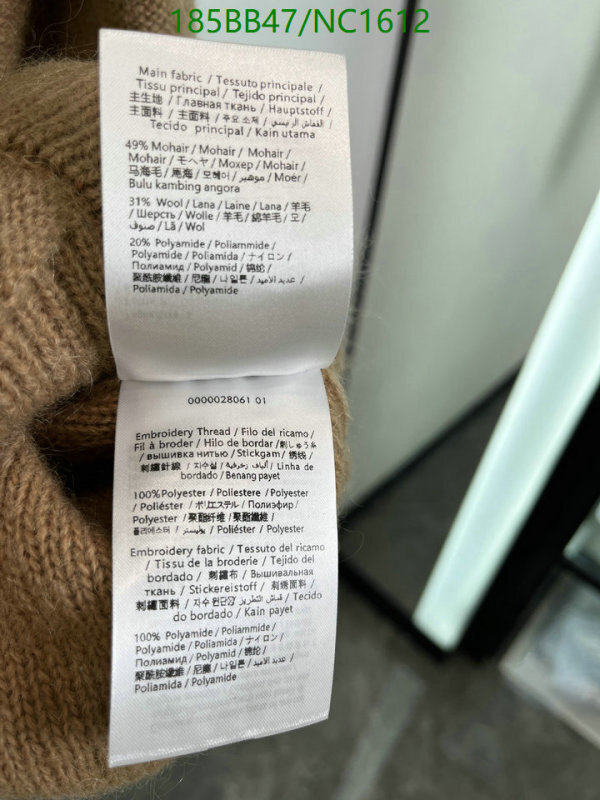 185BB47/NC1612
Main fabric / Tessuto principale /
Tissu principal / Tejido principal /
主生地 / Главная ткань / Hauptstoff /
主面料 / 主面料 / 주요 소재 / القماش الرئيسي /
Tecido principal / Kain utama
49% Mohair / Mohair / Mohair /
Mohair / モヘヤ / Мохер / Mohair /
马海毛 / 馬海 / 모헤어 / موهير / Moér /
Bulu kambing angora
31% Wool / Lana / Laine / Lana / 羊毛
/ Шерсть / Wolle / 羊毛 / 綿羊毛 / 모 /
صوف / Lã / Wol
20% Polyamide / Poliammide /
Polyamide / Poliamida / ナイロン /
Полиамид / Polyamid / 锦纶 /
聚酰胺纖維 / 尼龍 / 나일론 / عديد الأميد /
Poliamida / Polyamide
0000028061 01
Embroidery Thread / Filo del ricamo /
Fil à broder / Hilo de bordar / 刺しゅう糸
/ вышивка нитью / Stickgarn / 绣线 /
刺繡針線 / 자수실 / ألياف زخرفية / Linha de
bordado / Benang payet
100%Polyester / Poliestere / Polyester
/ Poliéster / ポリエステル / Полиэфир /
Polyester / 聚酯纤维 / 聚酯纖維 /
폴리에스터 / بوليستر / Poliéster / Polyester
Embroidery fabric / Tessuto del ricamo
/ Tissu de la broderie / Tejido del
bordado / 刺繍布 / Вышивальная
ткань / Stickereistoff / 刺绣面料 /
刺繡面料 / 자수 원단 / قماش التطريز / Tecido
do bordado / Kain payet
100% Polyamide / Poliammide /
Polyamide / Poliamida / ナイロン /
Полиамид / Polyamid / 锦纶 /
聚酰胺纖維 / 尼龍 / 나일론 / عديد الأميد /
Poliamida / Polyamide